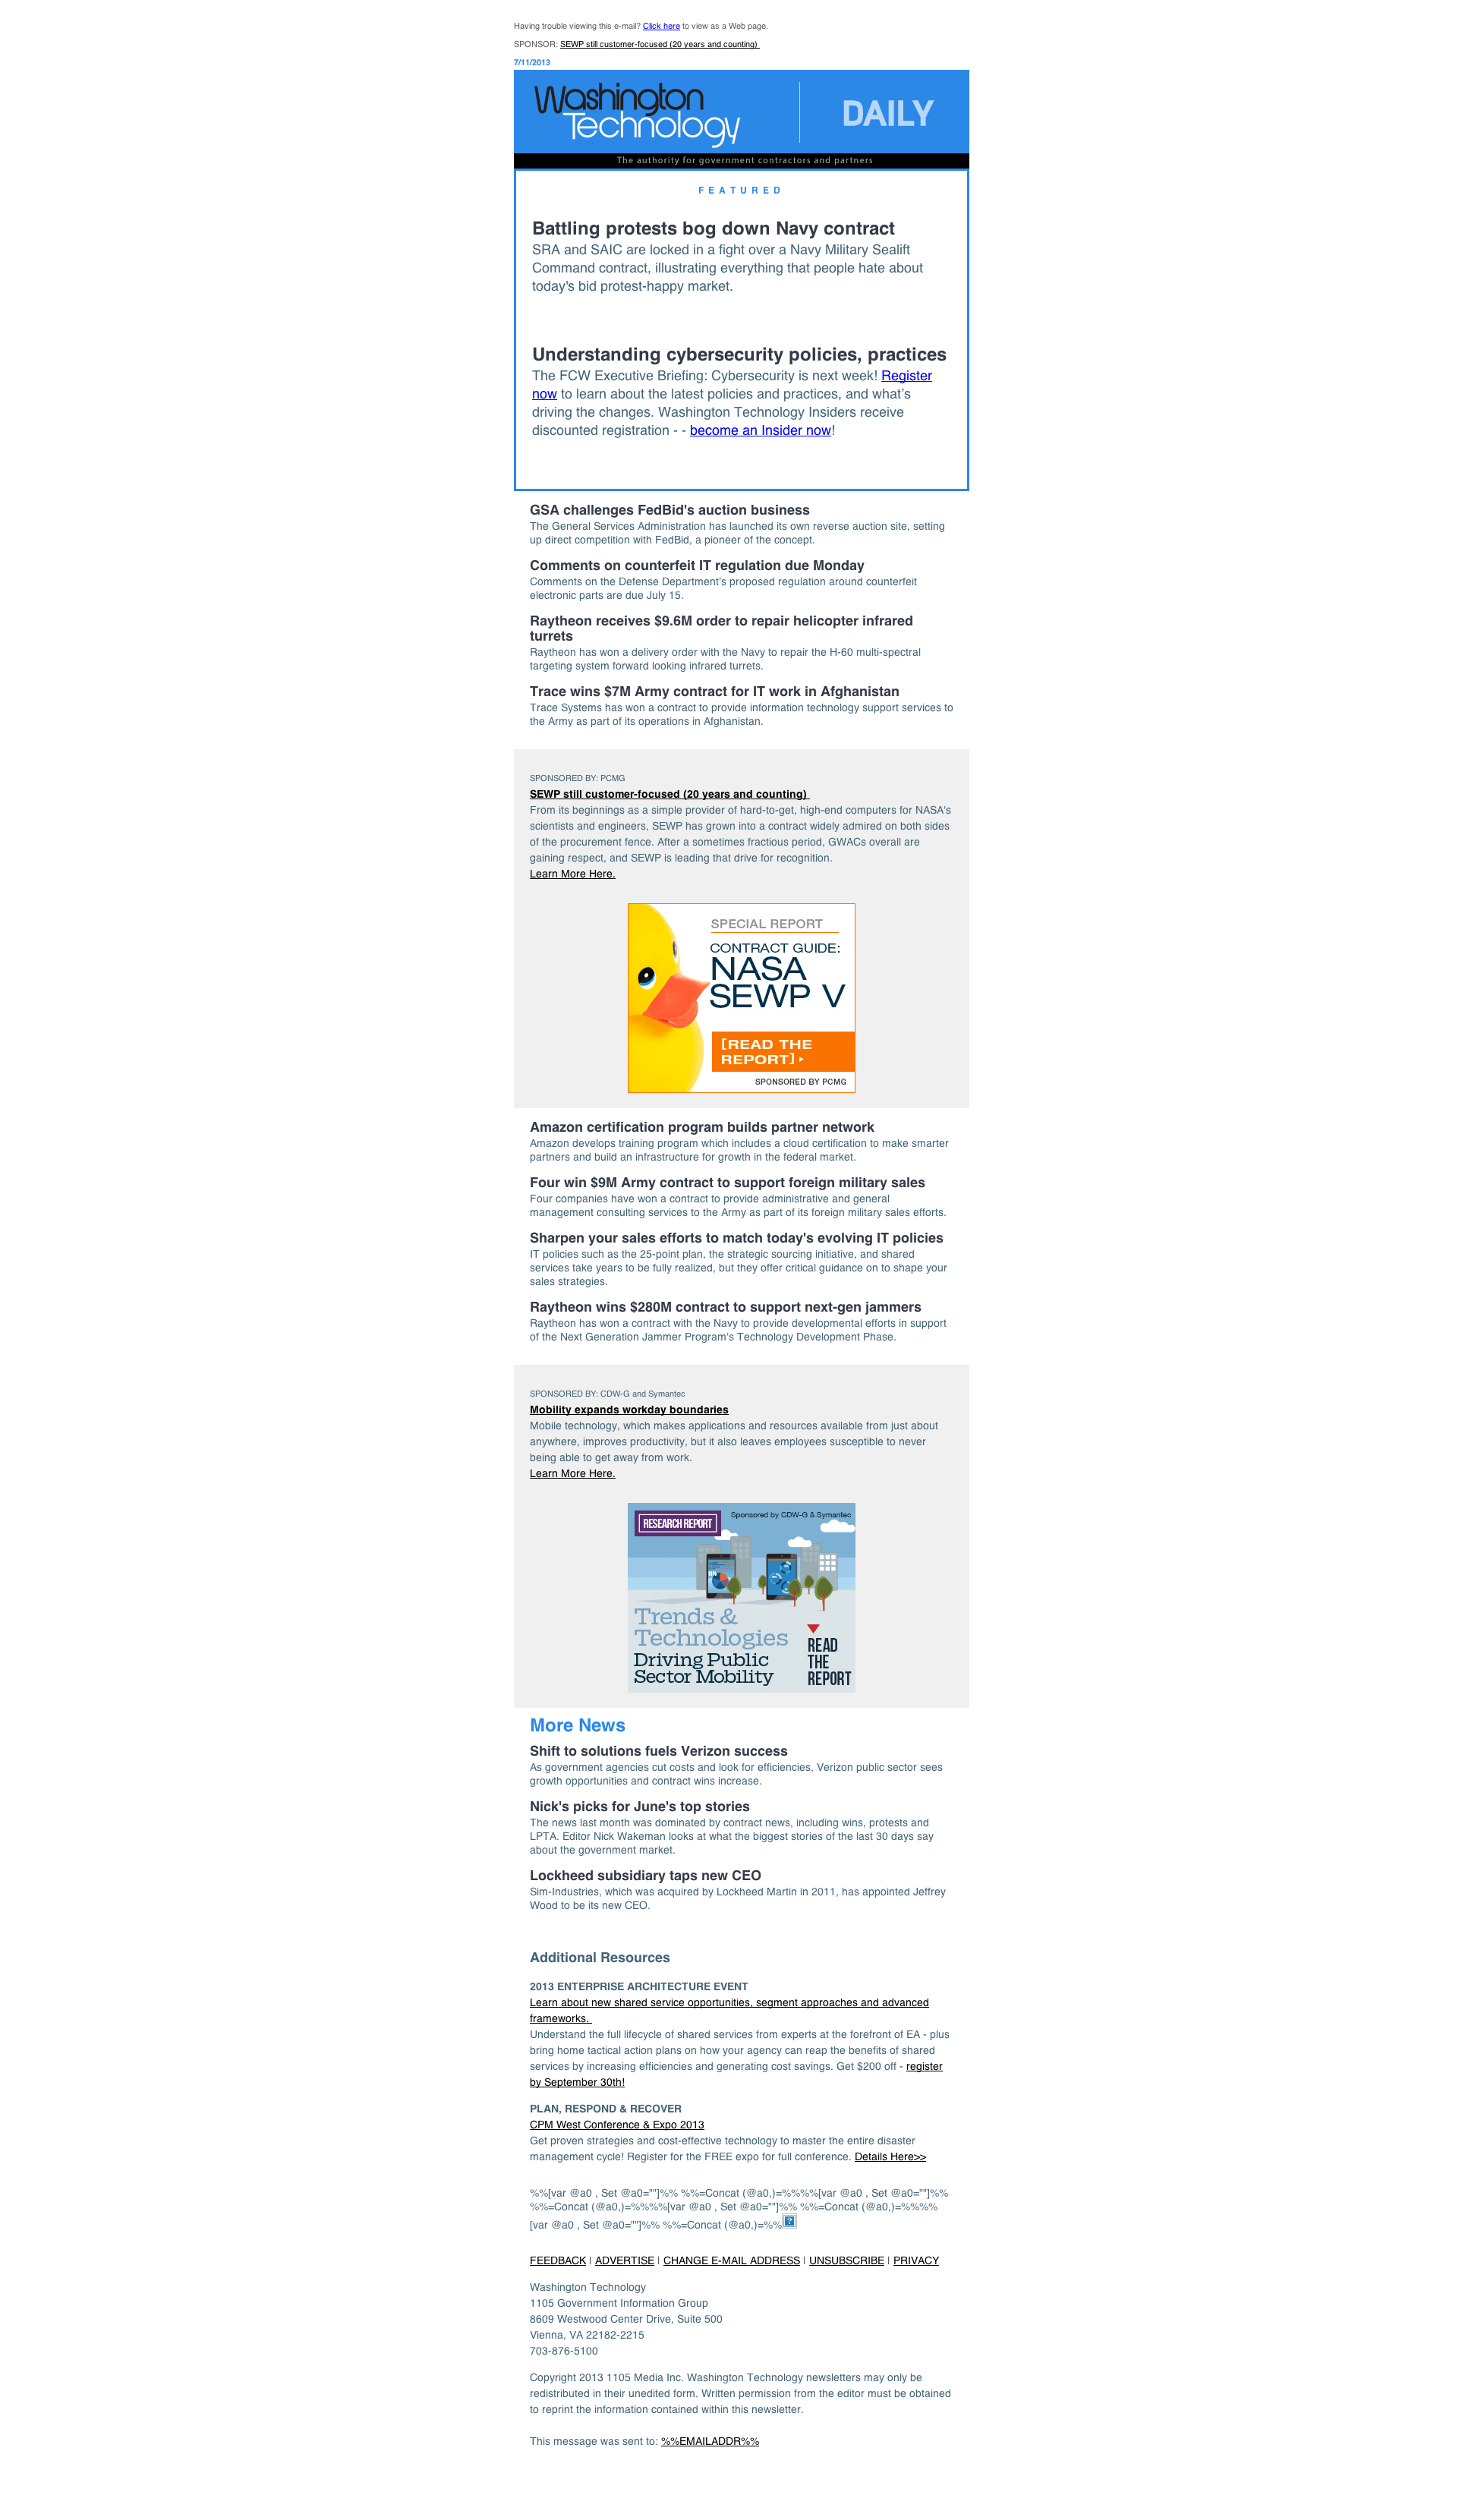 Having trouble viewing this e-mail? Click here to view as a Web page.
SPONSOR: SEWP still customer-focused (20 years and counting)
7/11/2013
Washington
Technology
DAILY
The authority for government contractors and partners
FEATURED
Battling protests bog down Navy contract
SRA and SAIC are locked in a fight over a Navy Military Sealift
Command contract, illustrating everything that people hate about
today's bid protest-happy market.
Understanding cybersecurity policies, practices
The FCW Executive Briefing: Cybersecurity is next week! Register
now to learn about the latest policies and practices, and what's
driving the changes. Washington Technology Insiders receive
discounted registration - - become an Insider now!
GSA challenges FedBid's auction business
The General Services Administration has launched its own reverse auction site, setting
up direct competition with FedBid, a pioneer of the concept.
Comments on counterfeit IT regulation due Monday
Comments on the Defense Department's proposed regulation around counterfeit
electronic parts are due July 15.
Raytheon receives $9.6M order to repair helicopter infrared
turrets
Raytheon has won a delivery order with the Navy to repair the H-60 multi-spectral
targeting system forward looking infrared turrets.
Trace wins $7M Army contract for IT work in Afghanistan
Trace Systems has won a contract to provide information technology support services to
the Army as part of its operations in Afghanistan.
SPONSORED BY: PCMG
SEWP still customer-focused (20 years and counting)
From its beginnings as a simple provider of hard-to-get, high-end computers for NASA's
scientists and engineers, SEWP has grown into a contract widely admired on both sides
of the procurement fence. After a sometimes fractious period, GWACs overall are
gaining respect, and SEWP is leading that drive for recognition.
Learn More Here.
SPECIAL REPORT
CONTRACT GUIDE:
NASA
SEWP V
[READ THE
REPORT]
SPONSORED BY PCMG
Amazon certification program builds partner network
Amazon develops training program which includes a cloud certification to make smarter
partners and build an infrastructure for growth in the federal market.
Four win $9M Army contract to support foreign military sales
Four companies have won a contract to provide administrative and general
management consulting services to the Army as part of its foreign military sales efforts.
Sharpen your sales efforts to match today's evolving IT policies
IT policies such as the 25-point plan, the strategic sourcing initiative, and shared
services take years to be fully realized, but they offer critical guidance on to shape your
sales strategies.
Raytheon wins $280M contract to support next-gen jammers
Raytheon has won a contract with the Navy to provide developmental efforts in support
of the Next Generation Jammer Program's Technology Development Phase.
SPONSORED BY: CDW-G and Symantec
Mobility expands workday boundaries
Mobile technology, which makes applications and resources available from just about
anywhere, improves productivity, but it also leaves employees susceptible to never
being able to get away from work.
Learn More Here.
RESEARCH REPORT
Sponsored by CDW-G & Symantec
Trends &
Technologies
Driving Public
Sector Mobility
READ
THE
REPORT
More News
Shift to solutions fuels Verizon success
As government agencies cut costs and look for efficiencies, Verizon public sector sees
growth opportunities and contract wins increase.
Nick's picks for June's top stories
The news last month was dominated by contract news, including wins, protests and
LPTA. Editor Nick Wakeman looks at what the biggest stories of the last 30 days say
about the government market.
Lockheed subsidiary taps new CEO
Sim-Industries, which was acquired by Lockheed Martin in 2011, has appointed Jeffrey
Wood to be its new CEO.
Additional Resources
2013 ENTERPRISE ARCHITECTURE EVENT
Learn about new shared service opportunities, segment approaches and advanced
frameworks.
Understand the full lifecycle of shared services from experts at the forefront of EA - plus
bring home tactical action plans on how your agency can reap the benefits of shared
services by increasing efficiencies and generating cost savings. Get $200 off - register
by September 30th!
PLAN, RESPOND & RECOVER
CPM West Conference & Expo 2013
Get proven strategies and cost-effective technology to master the entire disaster
management cycle! Register for the FREE expo for full conference. Details Here>>
%%[var @a0 , Set @a0=""]%% %%=Concat (@a0,)=%%%%[var @a0 , Set @a0=""]%%
%%=Concat (@a0,)=%%%%[var @a0 , Set @a0=""]%% %%=Concat (@a0,)=%%%%
[var @a0 , Set @a0=""]%% %%=Concat (@a0,)=%%
FEEDBACK | ADVERTISE | CHANGE E-MAIL ADDRESS | UNSUBSCRIBE | PRIVACY
Washington Technology
1105 Government Information Group
8609 Westwood Center Drive, Suite 500
Vienna, VA 22182-2215
703-876-5100
Copyright 2013 1105 Media Inc. Washington Technology newsletters may only be
redistributed in their unedited form. Written permission from the editor must be obtained
to reprint the information contained within this newsletter.
This message was sent to: %%EMAILADDR%%